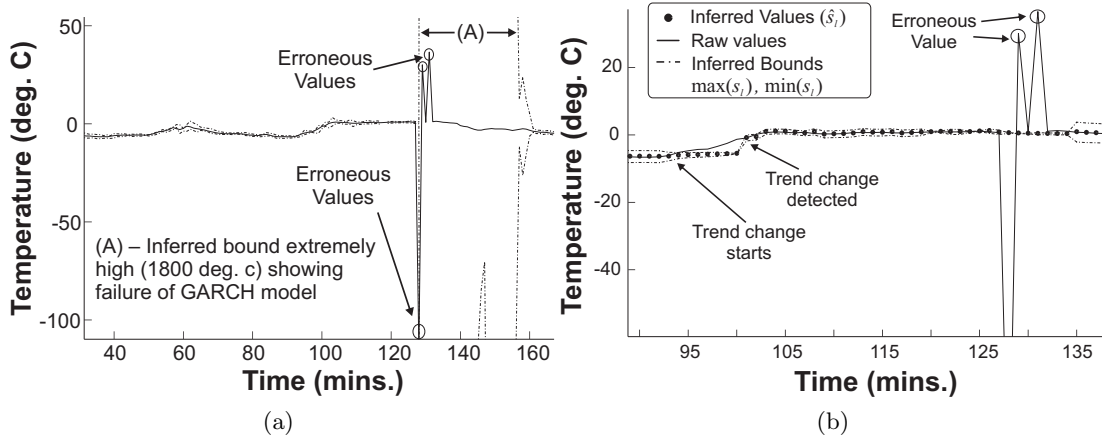 Temperature (deg. C)
50
0
-50
-100
(A)
Erroneous
Values
Erroneous
Values
(A) – Inferred bound extremely
high (1800 deg. c) showing
failure of GARCH model
40
60
80
100
120
140
160
Time (mins.)
(a)
Temperature (deg. C)
20
0
-20
-40
Inferred Values (ŝₗ)
Raw values
Inferred Bounds
max(sₗ), min(sₗ)
Erroneous
Value
Trend change
detected
Trend change
starts
95
105
115
125
135
Time (mins.)
(b)